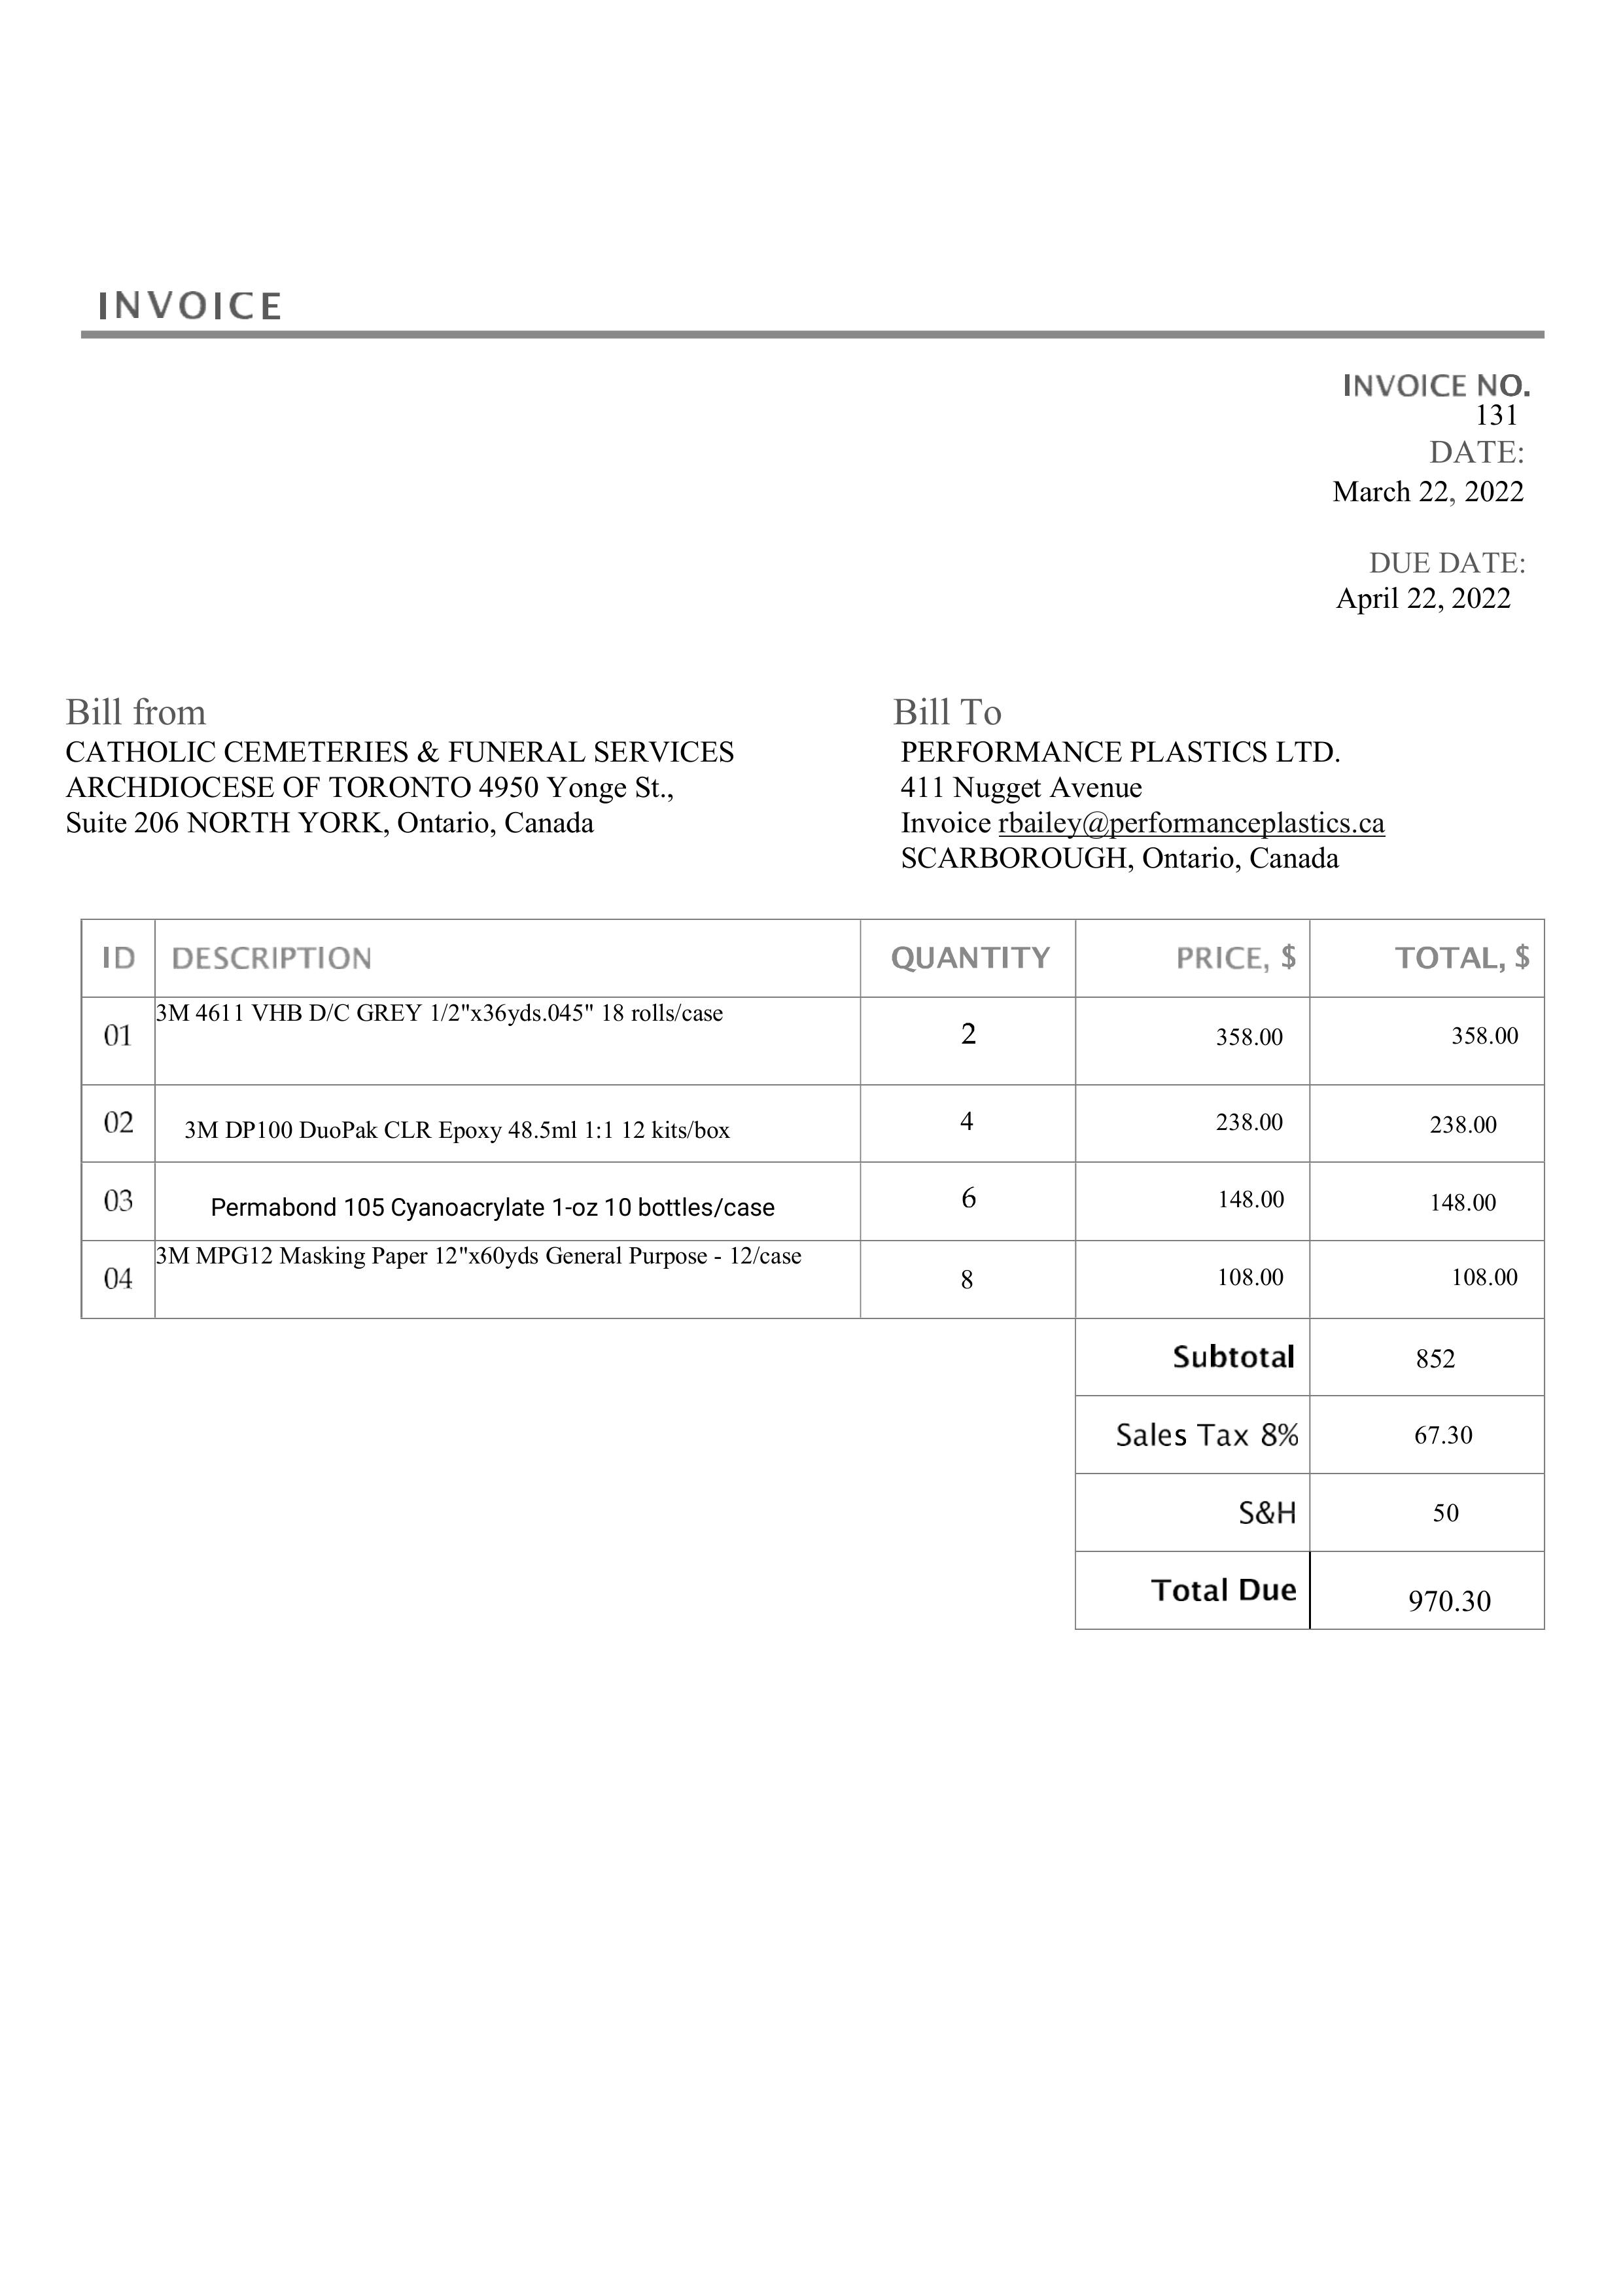 INVOICE
INVOICE NO.
131
DATE:
March 22, 2022
DUE DATE:
April 22, 2022
Bill from
CATHOLIC CEMETERIES & FUNERAL SERVICES
ARCHDIOCESE OF TORONTO 4950 Yonge St.,
Suite 206 NORTH YORK, Ontario, Canada
Bill To
PERFORMANCE PLASTICS LTD.
411 Nugget Avenue
Invoice rbailey@performanceplastics.ca
SCARBOROUGH, Ontario, Canada
ID DESCRIPTION QUANTITY PRICE, $ TOTAL, $
01 3M 4611 VHB D/C GREY 1/2"x36yds.045" 18 rolls/case 2 358.00 358.00
02 3M DP100 DuoPak CLR Epoxy 48.5ml 1:1 12 kits/box 4 238.00 238.00
03 Permabond 105 Cyanoacrylate 1-oz 10 bottles/case 6 148.00 148.00
04 3M MPG12 Masking Paper 12"x60yds General Purpose - 12/case 8 108.00 108.00
Subtotal 852
Sales Tax 8% 67.30
S&H 50
Total Due 970.30